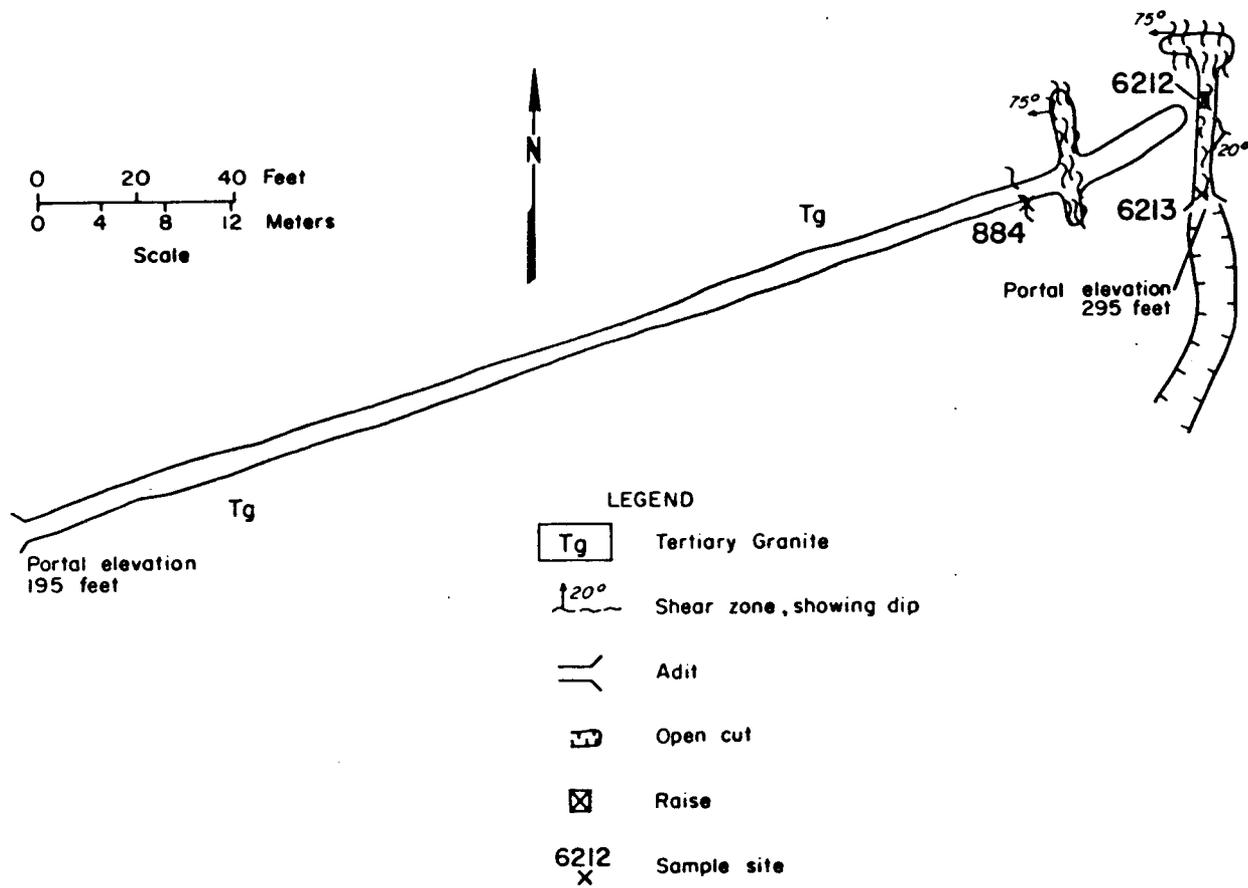 75°
6212
75°
20°
N
0 20 40 Feet
0 4 8 12 Meters
Scale
Tg
884
6213
Portal elevation
295 feet
Tg
Portal elevation
195 feet
LEGEND
Tg Tertiary Granite
20° Shear zone, showing dip
Adit
Open cut
Raise
6212 Sample site